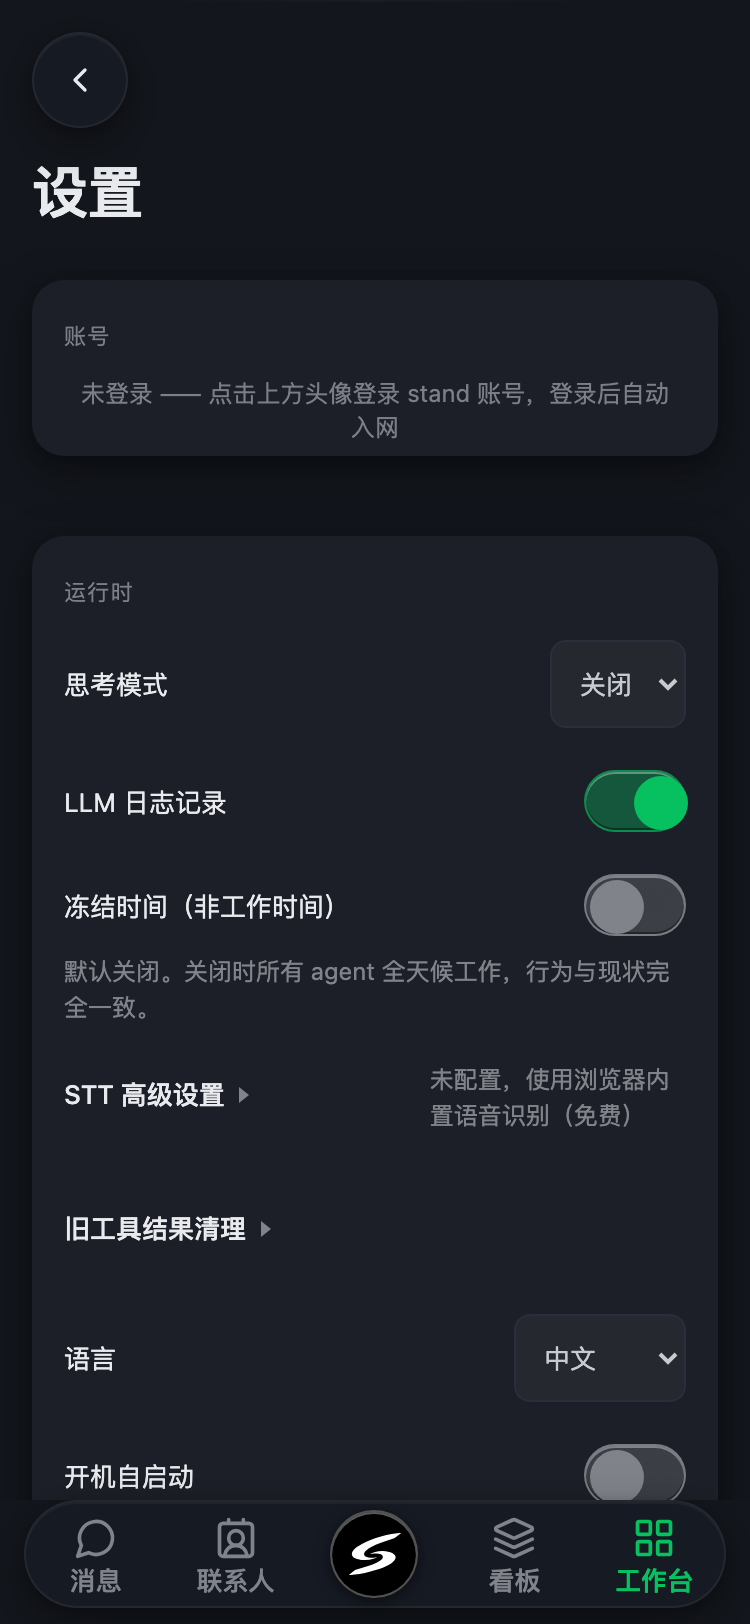 设置
账号
未登录 —— 点击上方头像登录 stand 账号，登录后自动
入网
运行时
思考模式
关闭
LLM 日志记录
冻结时间（非工作时间）
默认关闭。关闭时所有 agent 全天候工作，行为与现状完
全一致。
STT 高级设置
未配置，使用浏览器内
置语音识别（免费）
旧工具结果清理
语言
中文
开机自启动
消息
联系人
看板
工作台